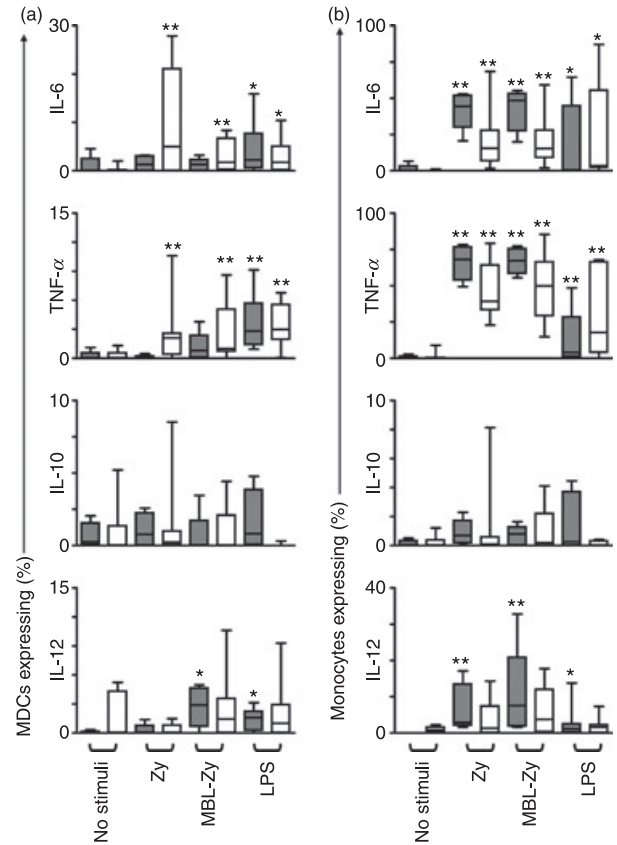 (a)
MDCs expressing (%)
30
IL-6
0
**
**
*
*
15
TNF-α
0
**
**
**
**
10
IL-10
0
15
IL-12
0
*
*
No stimuli
Zy
MBL-Zy
LPS
(b)
Monocytes expressing (%)
100
IL-6
0
**
**
**
**
*
*
100
TNF-α
0
**
**
**
**
**
**
10
IL-10
0
40
IL-12
0
**
**
*
No stimuli
Zy
MBL-Zy
LPS